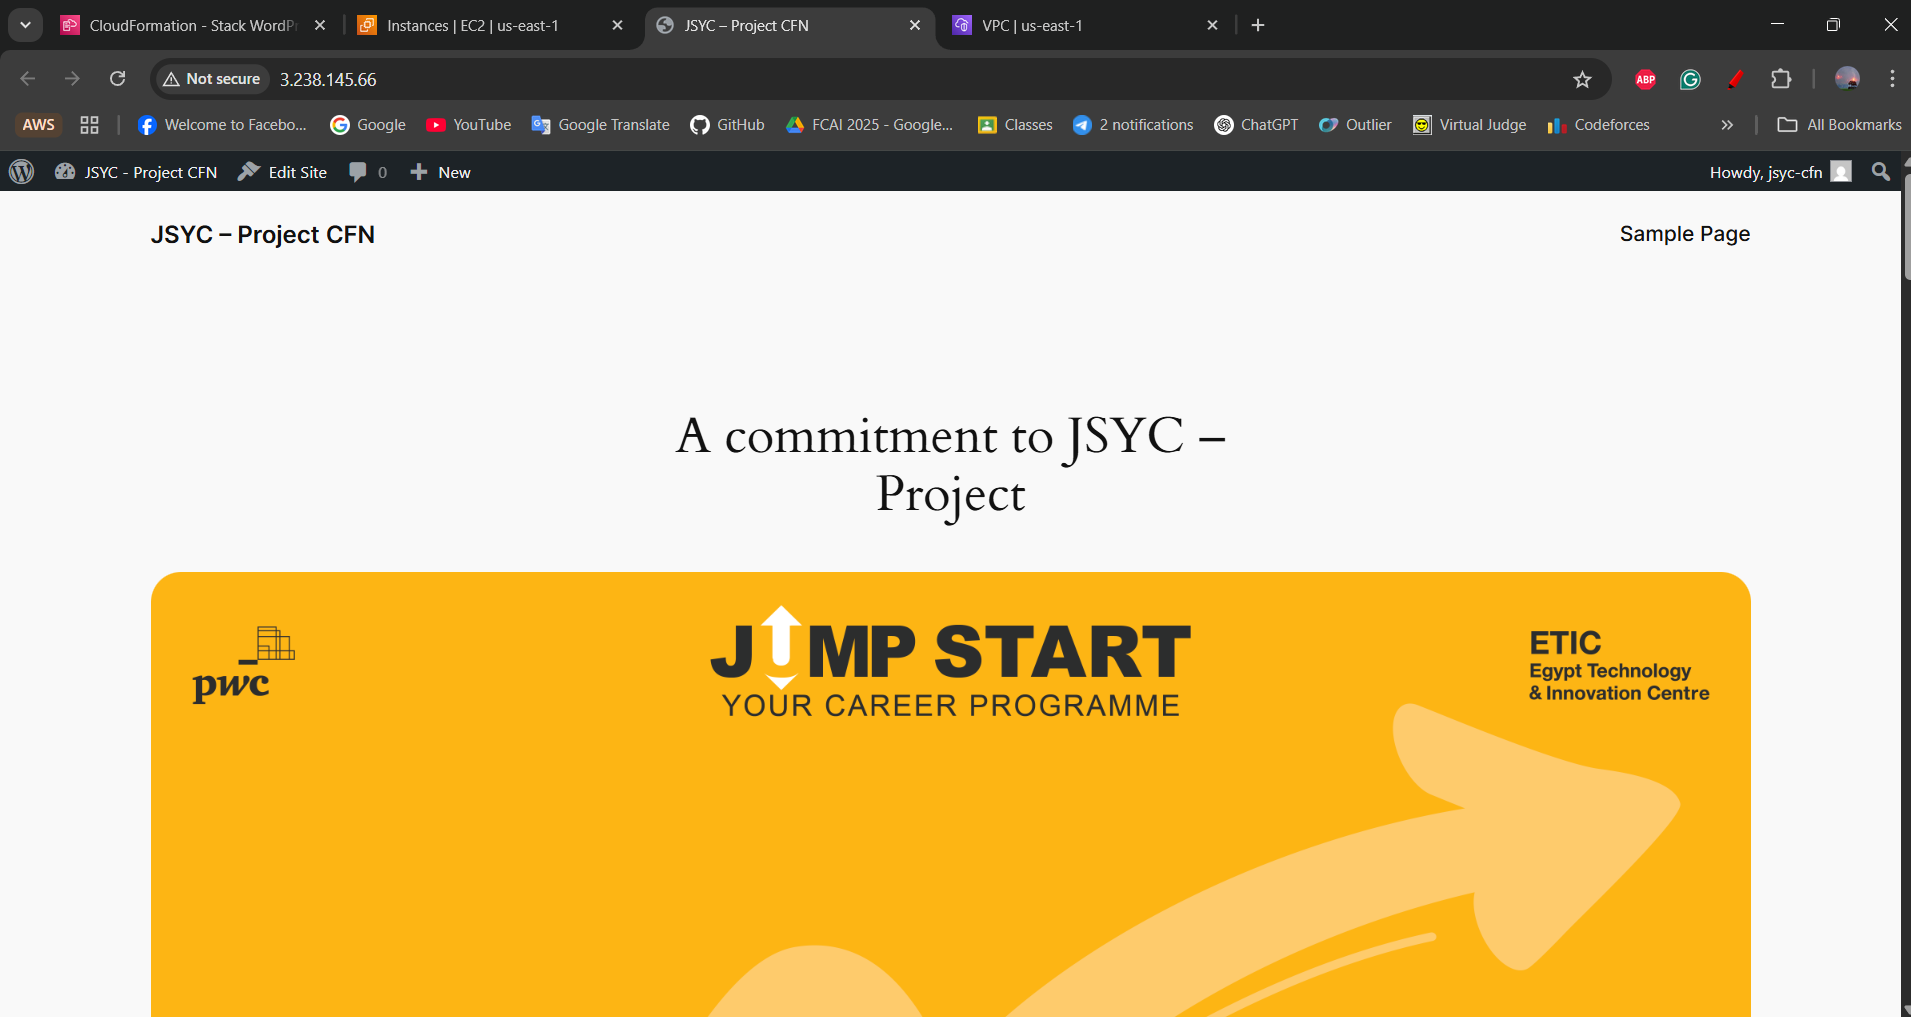 CloudFormation - Stack WordPr
Instances | EC2 | us-east-1
JSYC – Project CFN
VPC | us-east-1
Not secure
3.238.145.66
ABP
AWS
Welcome to Facebo...
Google
YouTube
Google Translate
GitHub
FCAI 2025 - Google...
Classes
2 notifications
ChatGPT
Outlier
Virtual Judge
Codeforces
All Bookmarks
JSYC - Project CFN
Edit Site
0
New
Howdy, jsyc-cfn
JSYC – Project CFN
Sample Page
A commitment to JSYC –
Project
pwc
JUMP START
YOUR CAREER PROGRAMME
ETIC
Egypt Technology
& Innovation Centre